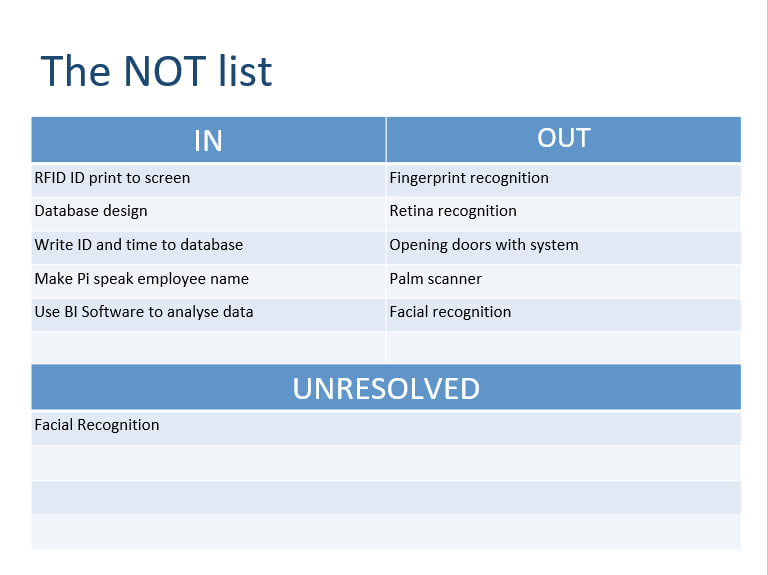 The NOT list
IN OUT
RFID ID print to screen Fingerprint recognition
Database design Retina recognition
Write ID and time to database Opening doors with system
Make Pi speak employee name Palm scanner
Use BI Software to analyse data Facial recognition
UNRESOLVED
Facial Recognition